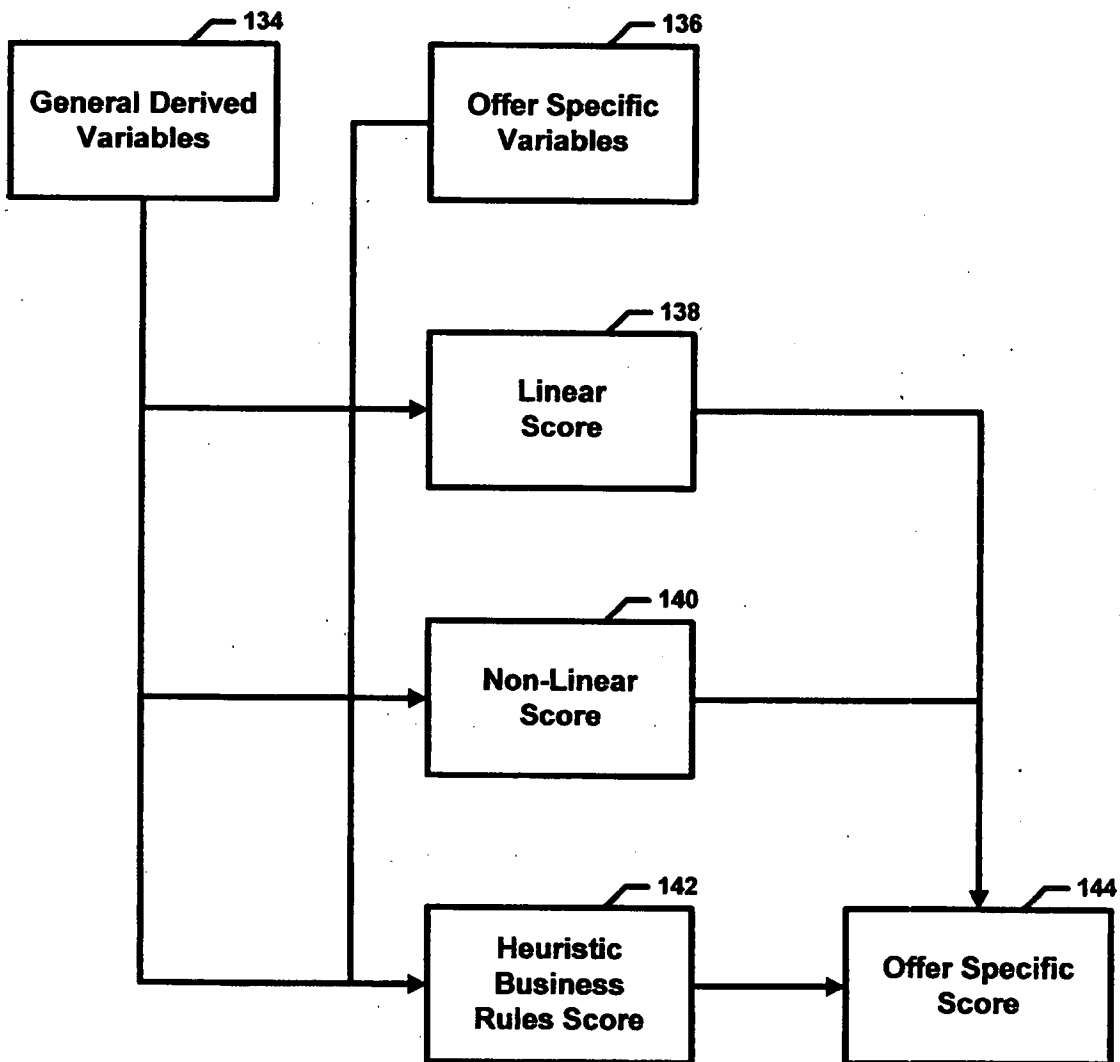 134
General Derived
Variables
136
Offer Specific
Variables
138
Linear
Score
140
Non-Linear
Score
142
Heuristic
Business
Rules Score
144
Offer Specific
Score